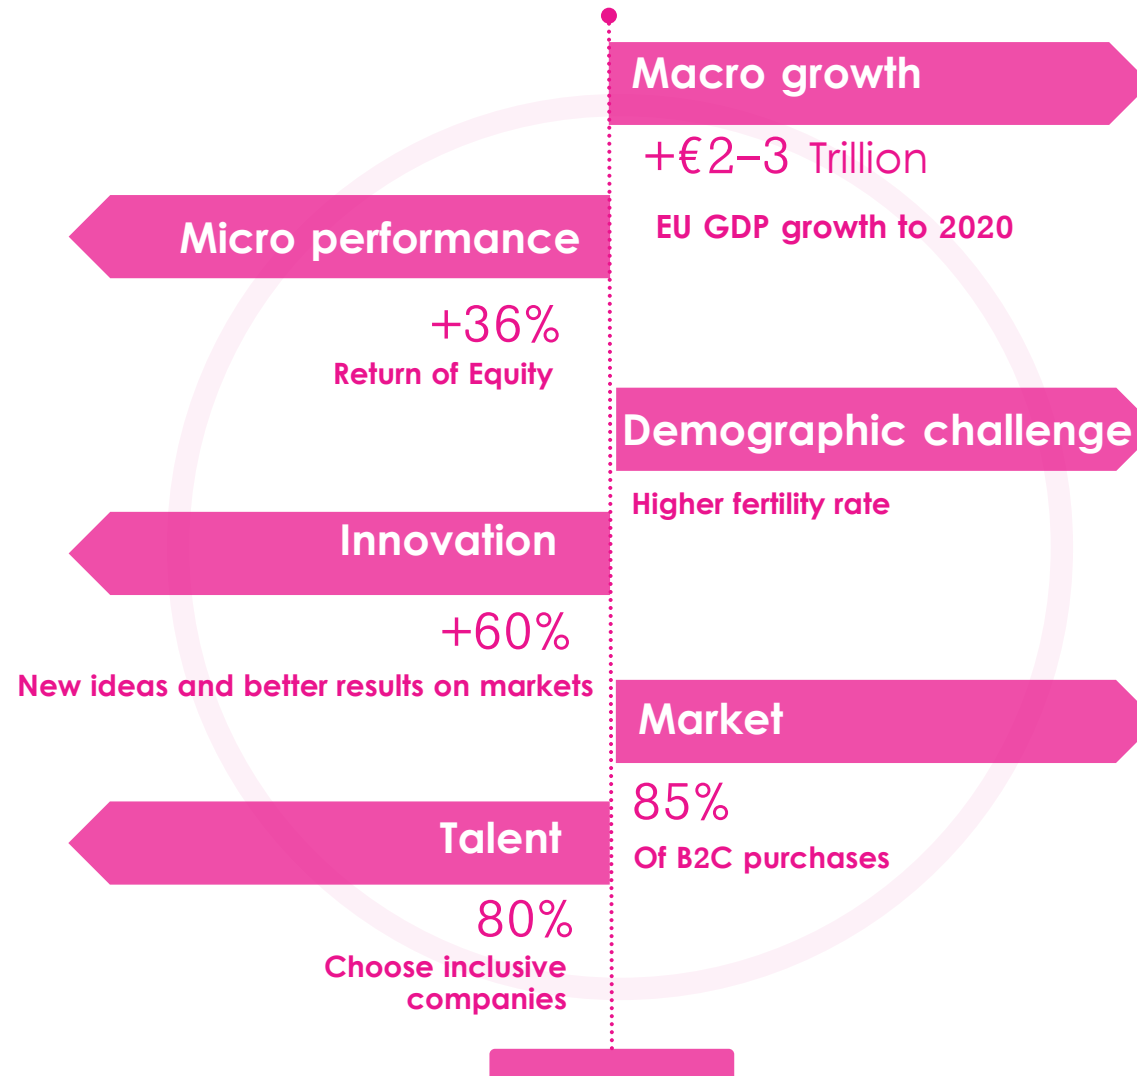 Macro growth
+€2–3 Trillion
EU GDP growth to 2020
Micro performance
+36%
Return of Equity
Demographic challenge
Higher fertility rate
Innovation
+60%
New ideas and better results on markets
Market
85%
Of B2C purchases
Talent
80%
Choose inclusive
companies